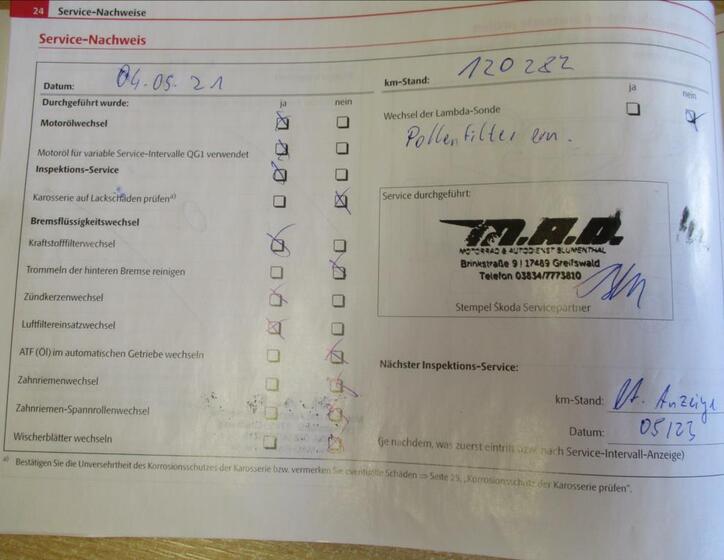 24 Service-Nachweise
Service-Nachweis
Datum: 04.05.21
km-Stand: 120282
Durchgeführt wurde: ja nein
ja nein
Motorölwechsel
Wechsel der Lambda-Sonde
Motoröl für variable Service-Intervalle QG1 verwendet
Pollenfilter ern.
Inspektions-Service
Karosserie auf Lackschäden prüfen a)
Service durchgeführt:
Bremsflüssigkeitswechsel
m.a.d.
Kraftstofffilterwechsel
MOTORRAD & AUTODIENST BLUMENTHAL
Brinkstraße 9 | 17489 Greifswald
Trommeln der hinteren Bremse reinigen
Telefon 03834/7773810
Zündkerzenwechsel
Stempel Škoda Servicepartner
Luftfiltereinsatzwechsel
ATF (Öl) im automatischen Getriebe wechseln
Nächster Inspektions-Service:
Zahnriemenwechsel
km-Stand: lt. Anzeige
Zahnriemen-Spannrollenwechsel
Datum: 05/23
Wischerblätter wechseln
(je nachdem, was zuerst eintritt bzw. nach Service-Intervall-Anzeige)
a) Bestätigen Sie die Unversehrtheit des Korrosionsschutzes der Karosserie bzw. vermerken Sie eventuelle Schäden ⇒ Seite 25, „Korrosionsschutz der Karosserie prüfen".